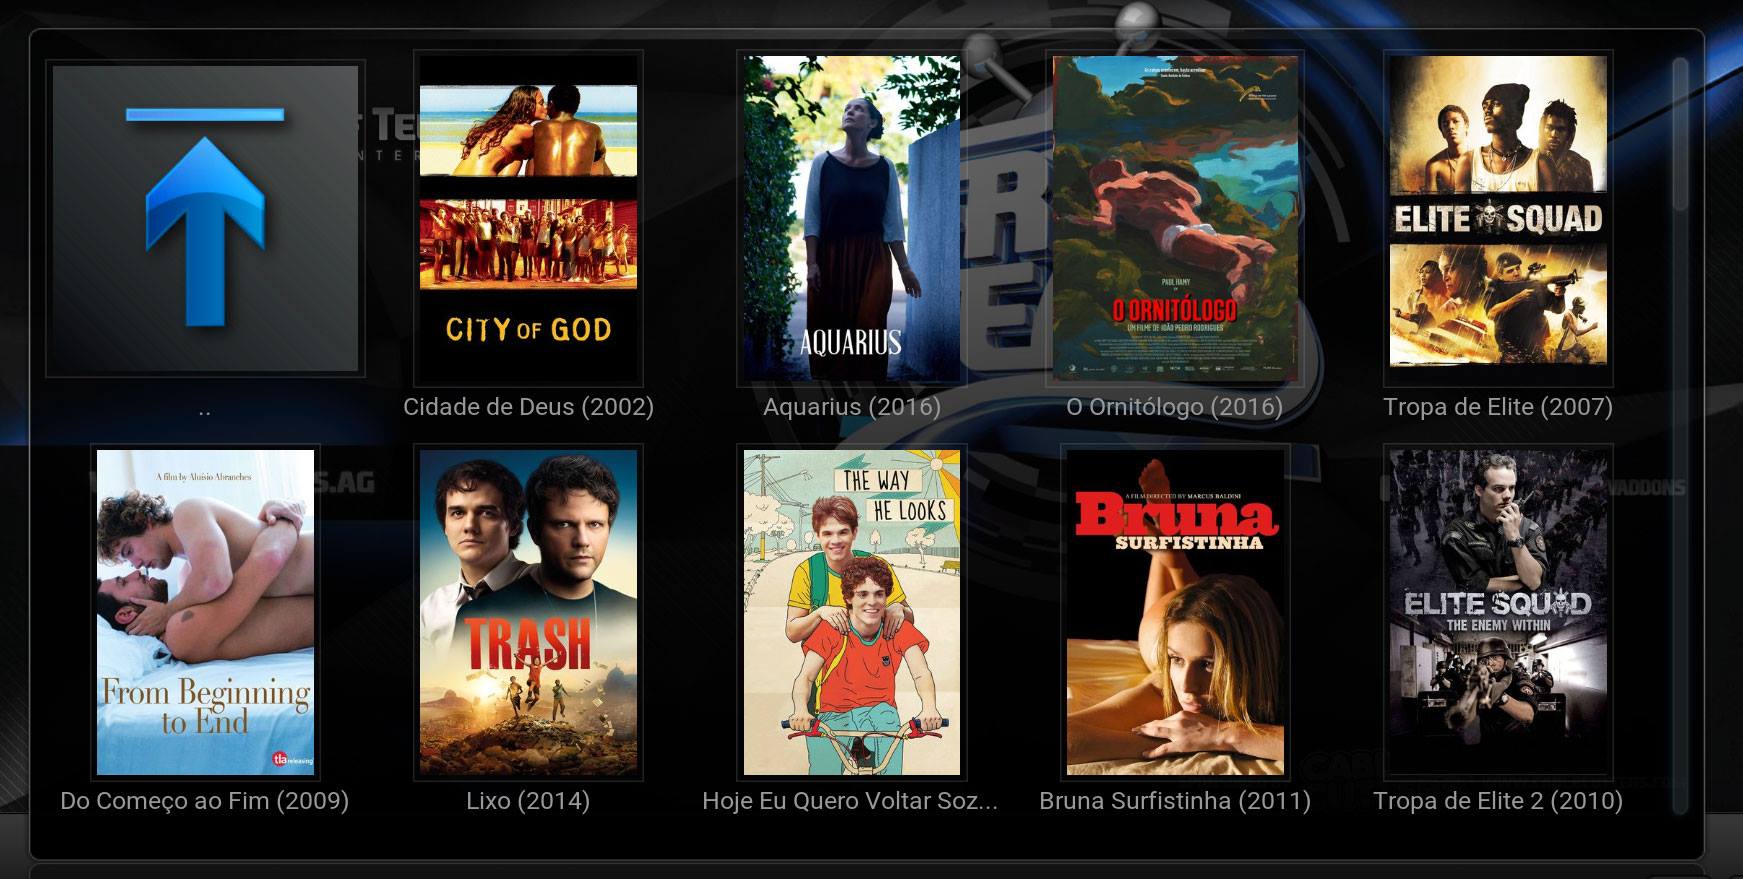 CITY OF GOD
AQUARIUS
PAUL HAMY
EM
O ORNITÓLOGO
UM FILME DE JOÃO PEDRO RODRIGUES
ELITE SQUAD
..
Cidade de Deus (2002)
Aquarius (2016)
O Ornitólogo (2016)
Tropa de Elite (2007)
A film by Aluisio Abranches
From Beginning
to End
tla releasing
TRASH
THE WAY
HE LOOKS
A FILM DIRECTED BY MARCUS BALDINI
Bruna
SURFISTINHA
ELITE SQUAD
THE ENEMY WITHIN
S.AG
WADDONS
Do Começo ao Fim (2009)
Lixo (2014)
Hoje Eu Quero Voltar Soz...
Bruna Surfistinha (2011)
Tropa de Elite 2 (2010)